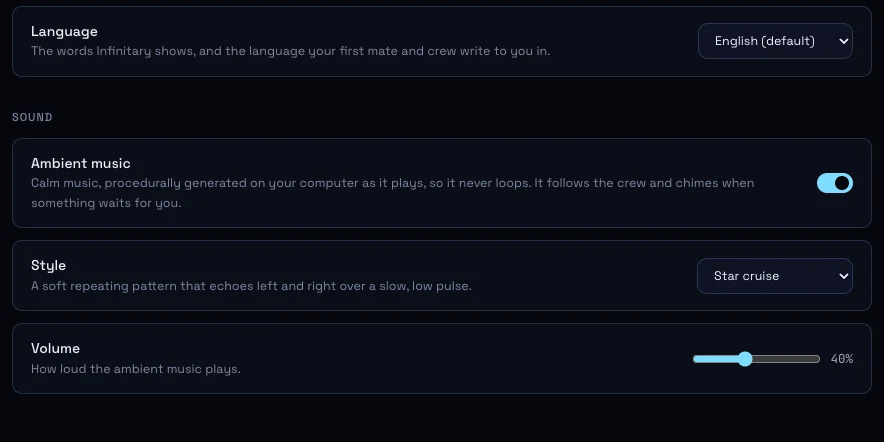 Language
The words Infinitary shows, and the language your first mate and crew write to you in.
English (default)
SOUND
Ambient music
Calm music, procedurally generated on your computer as it plays, so it never loops. It follows the crew and chimes when
something waits for you.
Style
A soft repeating pattern that echoes left and right over a slow, low pulse.
Star cruise
Volume
How loud the ambient music plays.
40%